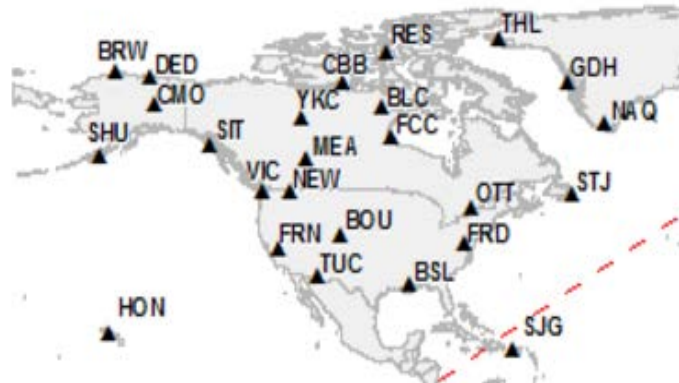 THL
RES
BRW
DED
CBB
GDH
CMO
YKC
BLC
NAQ
FCC
SHU
SIT
MEA
VIC
NEW
STJ
OTT
BOU
FRN
FRD
TUC
BSL
HON
SJG